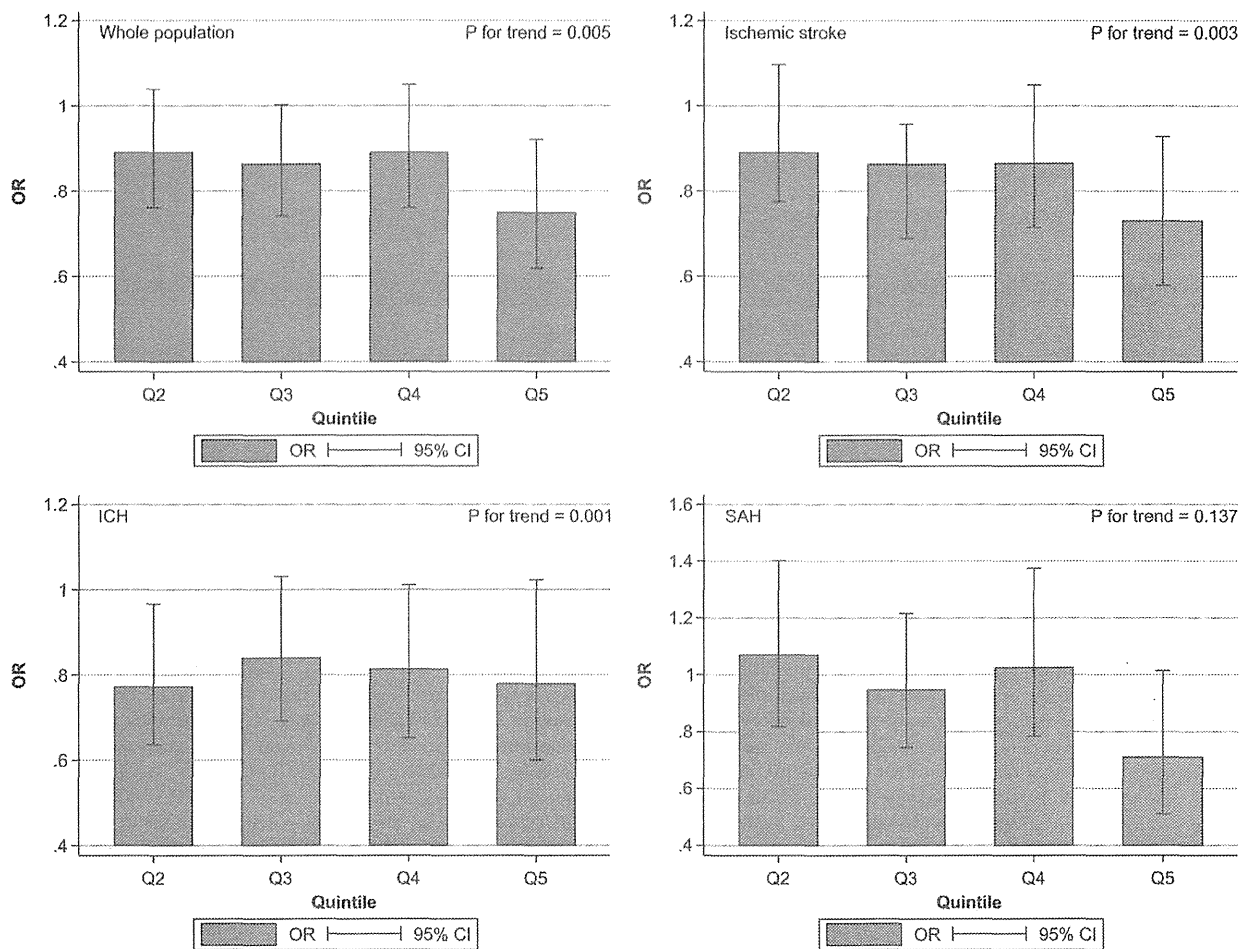 1.2
Whole population
P for trend = 0.005
1
.8
.6
.4
OR
Q2
Q3
Q4
Q5
Quintile
OR
95% CI
1.2
Ischemic stroke
P for trend = 0.003
1
.8
.6
.4
OR
Q2
Q3
Q4
Q5
Quintile
OR
95% CI
1.2
ICH
P for trend = 0.001
1
.8
.6
.4
OR
Q2
Q3
Q4
Q5
Quintile
OR
95% CI
1.6
SAH
P for trend = 0.137
1.4
1.2
1
.8
.6
.4
OR
Q2
Q3
Q4
Q5
Quintile
OR
95% CI